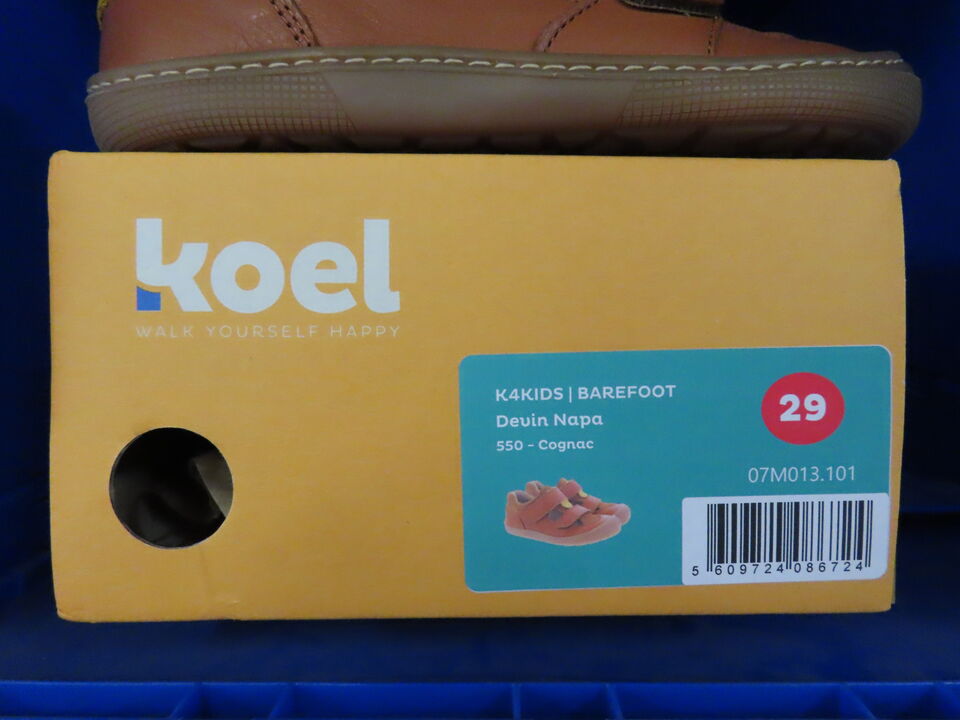 koel
WALK YOURSELF HAPPY
K4KIDS | BAREFOOT
Devin Napa
550 - Cognac
29
07M013.101
5 609724 086724